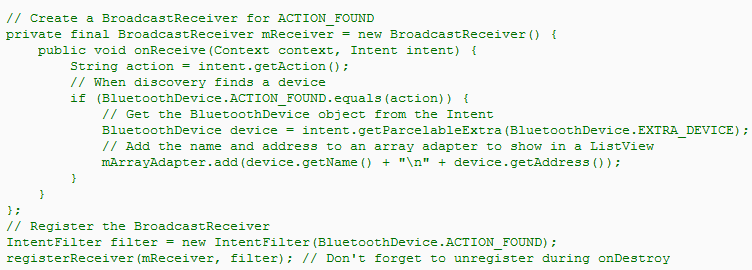 // Create a BroadcastReceiver for ACTION_FOUND
private final BroadcastReceiver mReceiver = new BroadcastReceiver() {
    public void onReceive(Context context, Intent intent) {
        String action = intent.getAction();
        // When discovery finds a device
        if (BluetoothDevice.ACTION_FOUND.equals(action)) {
            // Get the BluetoothDevice object from the Intent
            BluetoothDevice device = intent.getParcelableExtra(BluetoothDevice.EXTRA_DEVICE);
            // Add the name and address to an array adapter to show in a ListView
            mArrayAdapter.add(device.getName() + "\n" + device.getAddress());
        }
    }
};
// Register the BroadcastReceiver
IntentFilter filter = new IntentFilter(BluetoothDevice.ACTION_FOUND);
registerReceiver(mReceiver, filter); // Don't forget to unregister during onDestroy